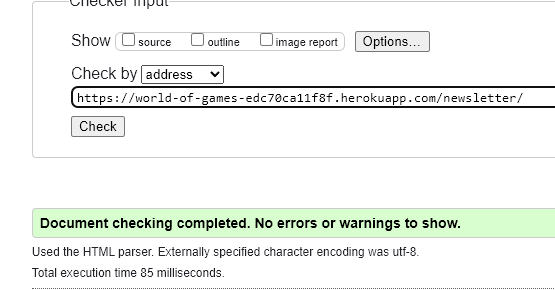 Checker Input
Show source outline image report Options...
Check by address
https://world-of-games-edc70ca11f8f.herokuapp.com/newsletter/
Check
Document checking completed. No errors or warnings to show.
Used the HTML parser. Externally specified character encoding was utf-8.
Total execution time 85 milliseconds.